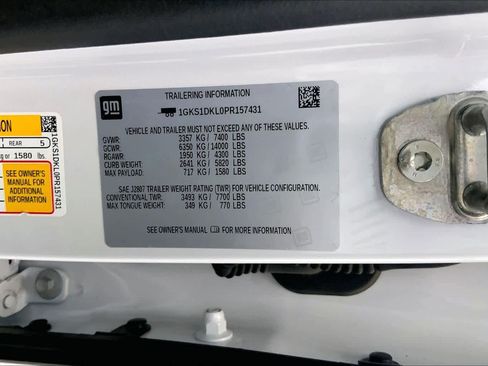 TRAILERING INFORMATION
gm
1GKS1DKL0PR157431
VEHICLE AND TRAILER MUST NOT EXCEED ANY OF THESE VALUES.
GVWR: 3357 KG / 7400 LBS
GCWR: 6350 KG / 14000 LBS
RGAWR: 1950 KG / 4300 LBS
CURB WEIGHT: 2641 KG / 5820 LBS
MAX PAYLOAD: 717 KG / 1580 LBS
SAE J2807 TRAILER WEIGHT RATING (TWR) FOR VEHICLE CONFIGURATION.
CONVENTIONAL TWR: 3493 KG / 7700 LBS
MAX TONGUE WEIGHT: 349 KG / 770 LBS
SEE OWNER'S MANUAL FOR MORE INFORMATION.
REAR 5
1580 lbs
SEE OWNER'S
MANUAL FOR
ADDITIONAL
INFORMATION
1GKS1DKL0PR157431